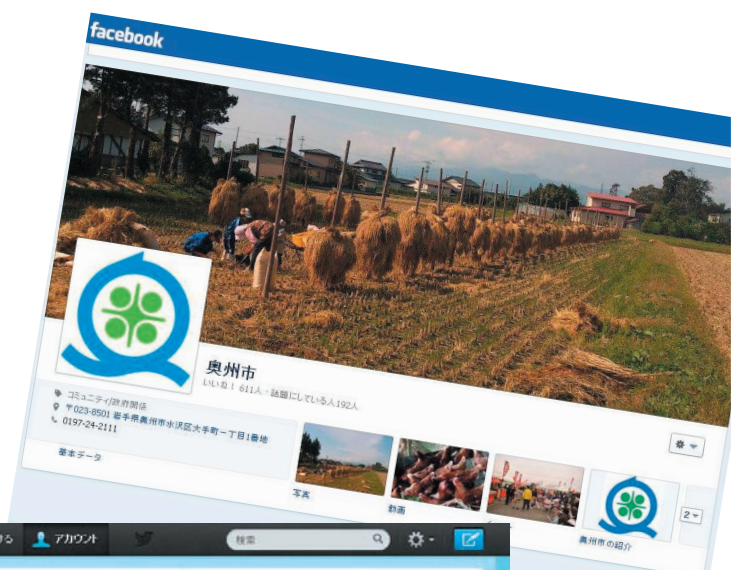 facebook
奥州市
いいね！ 611人・話題にしている人192人
コミュニティ/政府関係
〒023-8501 岩手県奥州市水沢区大手町一丁目1番地
0197-24-2111
基本データ
写真
動画
奥州市の紹介
2
ける
アカウント
検索